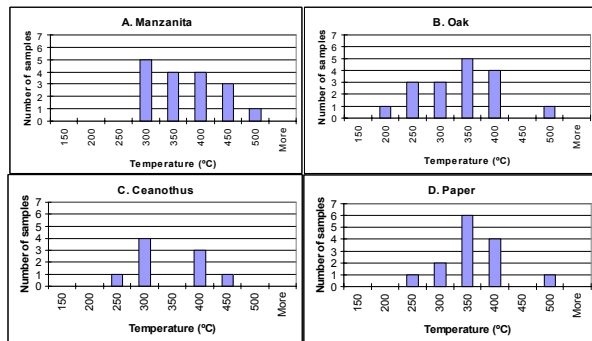 A. Manzanita
Number of samples
7
6
5
4
3
2
1
0
150 200 250 300 350 400 450 500 More
Temperature (ºC)
B. Oak
Number of samples
7
6
5
4
3
2
1
0
150 200 250 300 350 400 450 500 More
Temperature (ºC)
C. Ceanothus
Number of samples
7
6
5
4
3
2
1
0
150 200 250 300 400 450 500 More
Temperature (ºC)
D. Paper
Number of samples
7
6
5
4
3
2
1
0
150 200 250 300 350 400 450 500 More
Temperature (ºC)